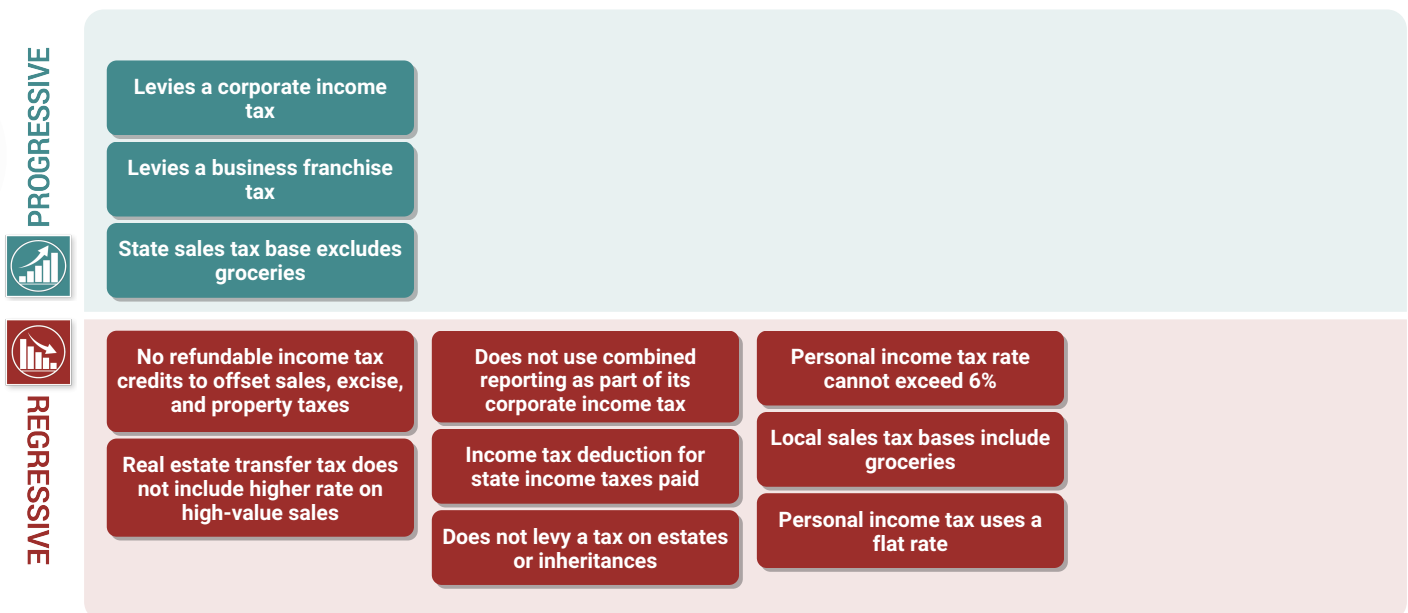 PROGRESSIVE
Levies a corporate income
tax
Levies a business franchise
tax
State sales tax base excludes
groceries
REGRESSIVE
No refundable income tax
credits to offset sales, excise,
and property taxes
Real estate transfer tax does
not include higher rate on
high-value sales
Does not use combined
reporting as part of its
corporate income tax
Income tax deduction for
state income taxes paid
Does not levy a tax on estates
or inheritances
Personal income tax rate
cannot exceed 6%
Local sales tax bases include
groceries
Personal income tax uses a
flat rate